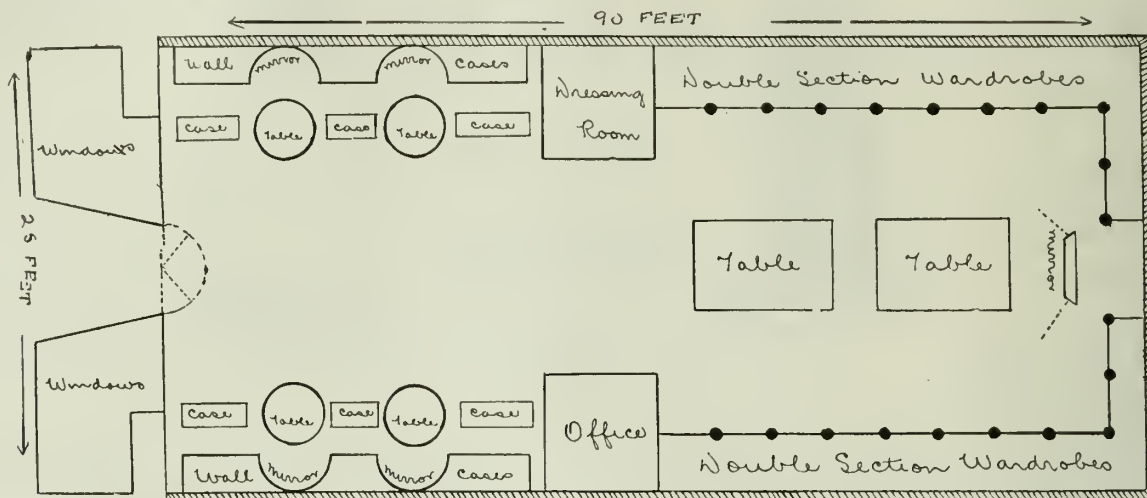 90 FEET
Wall mirror mirror Cases
Dressing Room
Double Section Wardrobes
case Table case Table case
Windows
25 FEET
Table Table mirror
Windows
case Table case Table case
Office
Wall mirror mirror Cases
Double Section Wardrobes